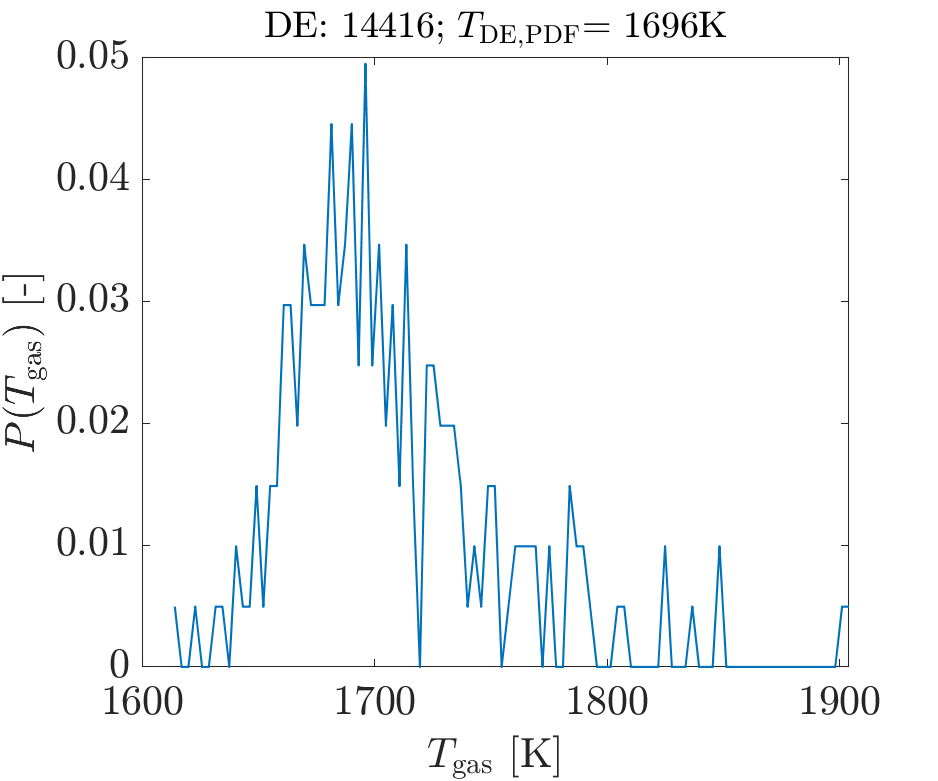 DE: 14416; T_DE,PDF= 1696K
0.05
0.04
0.03
0.02
0.01
0
P(T_gas) [-]
1600 1700 1800 1900
T_gas [K]